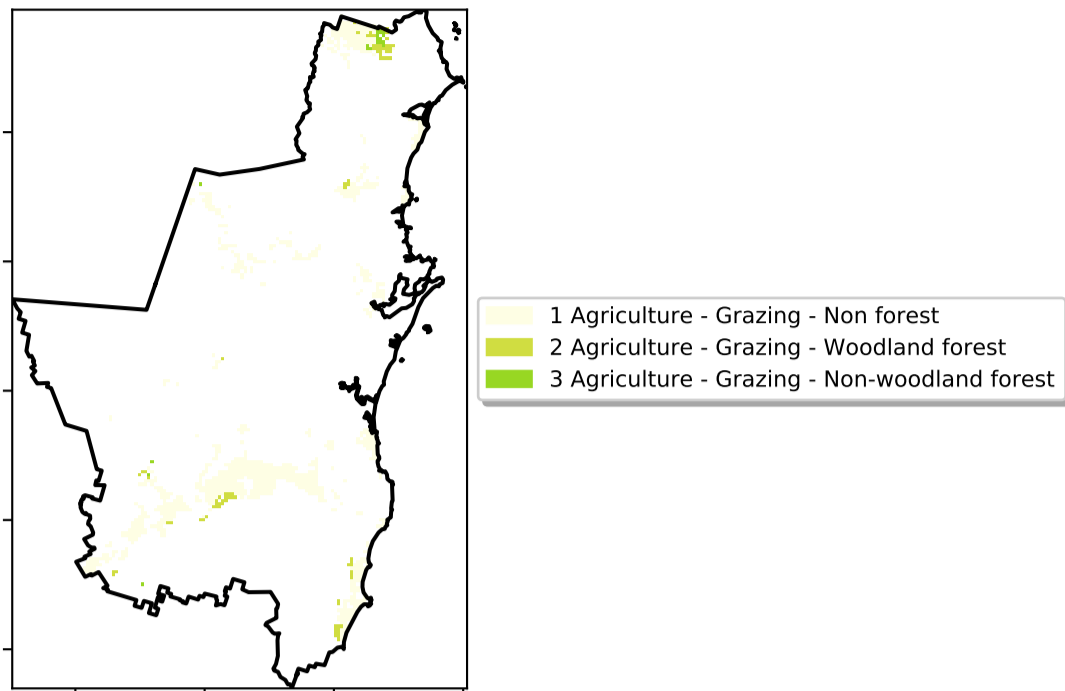 1 Agriculture - Grazing - Non forest
2 Agriculture - Grazing - Woodland forest
3 Agriculture - Grazing - Non-woodland forest